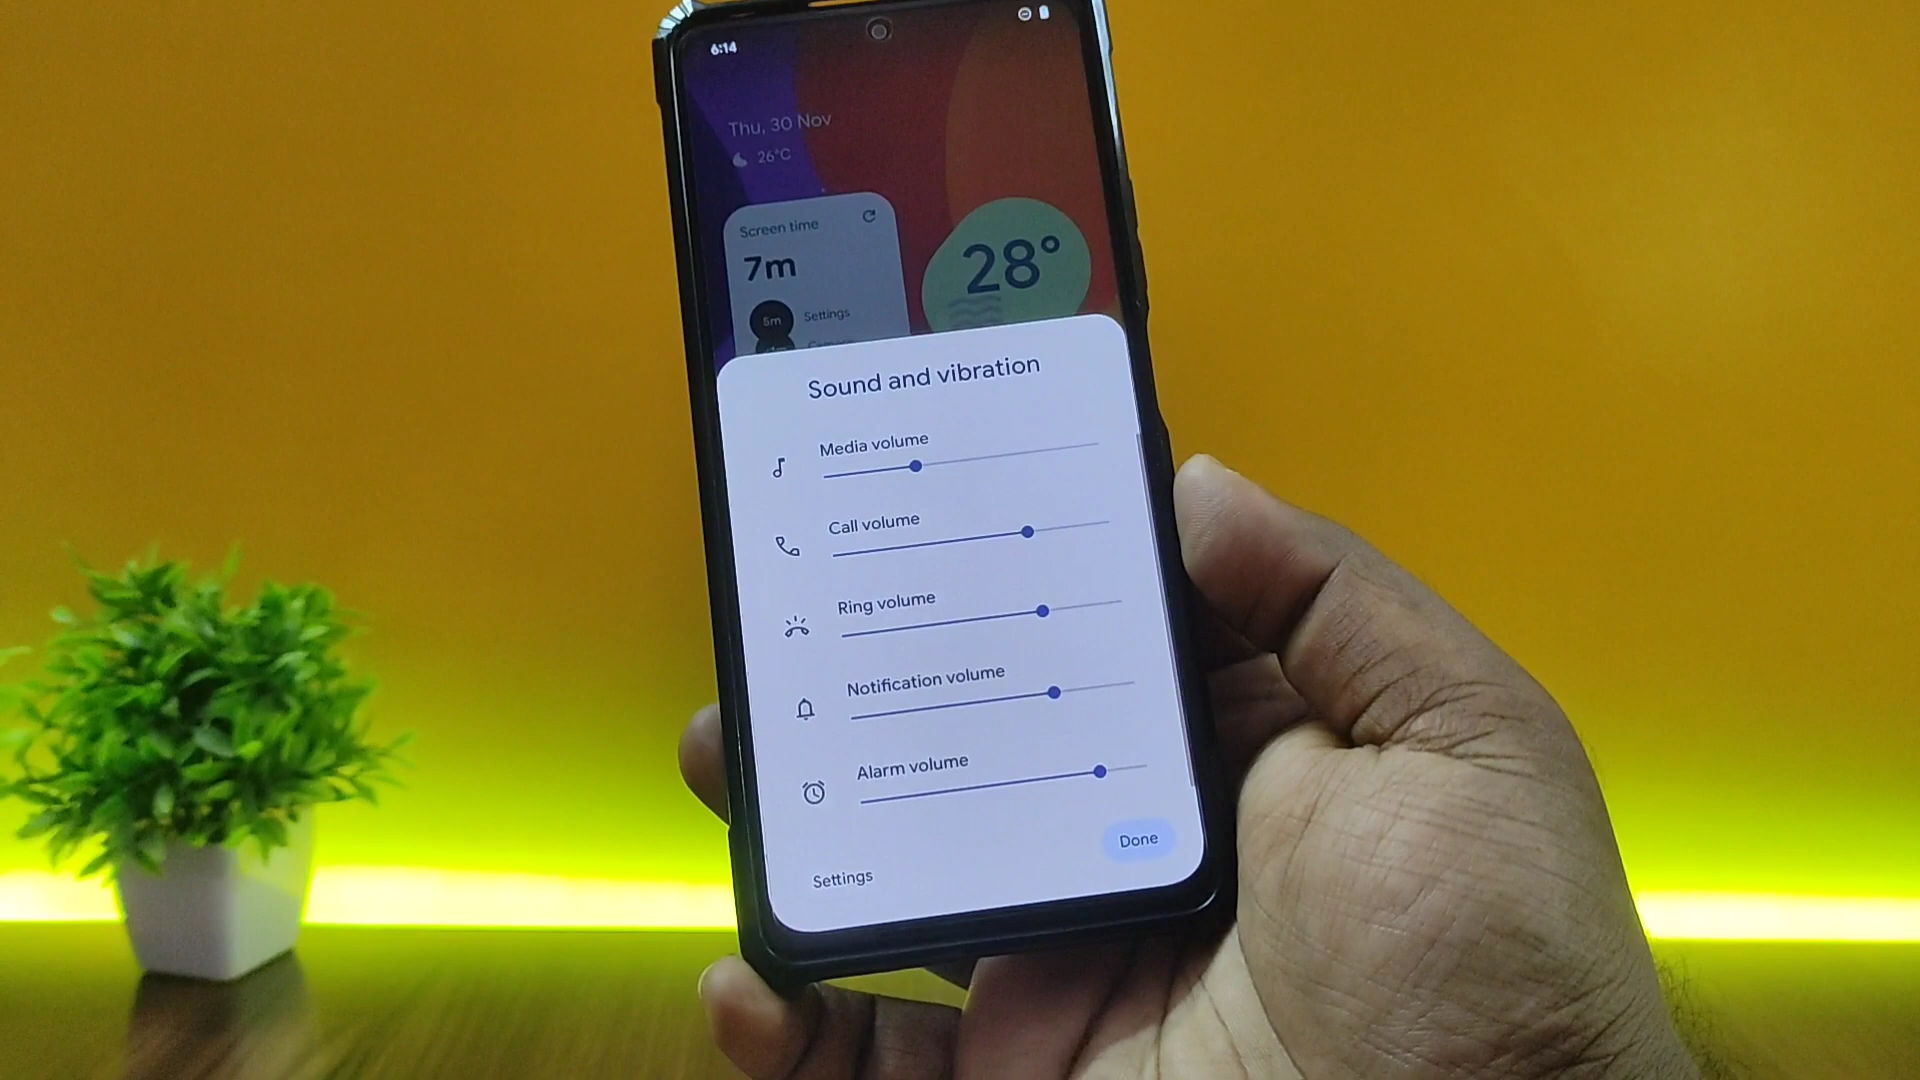 6:14
Thu, 30 Nov
26°C
Screen time
7m
28°
5m Settings
Sound and vibration
Media volume
Call volume
Ring volume
Notification volume
Alarm volume
Done
Settings